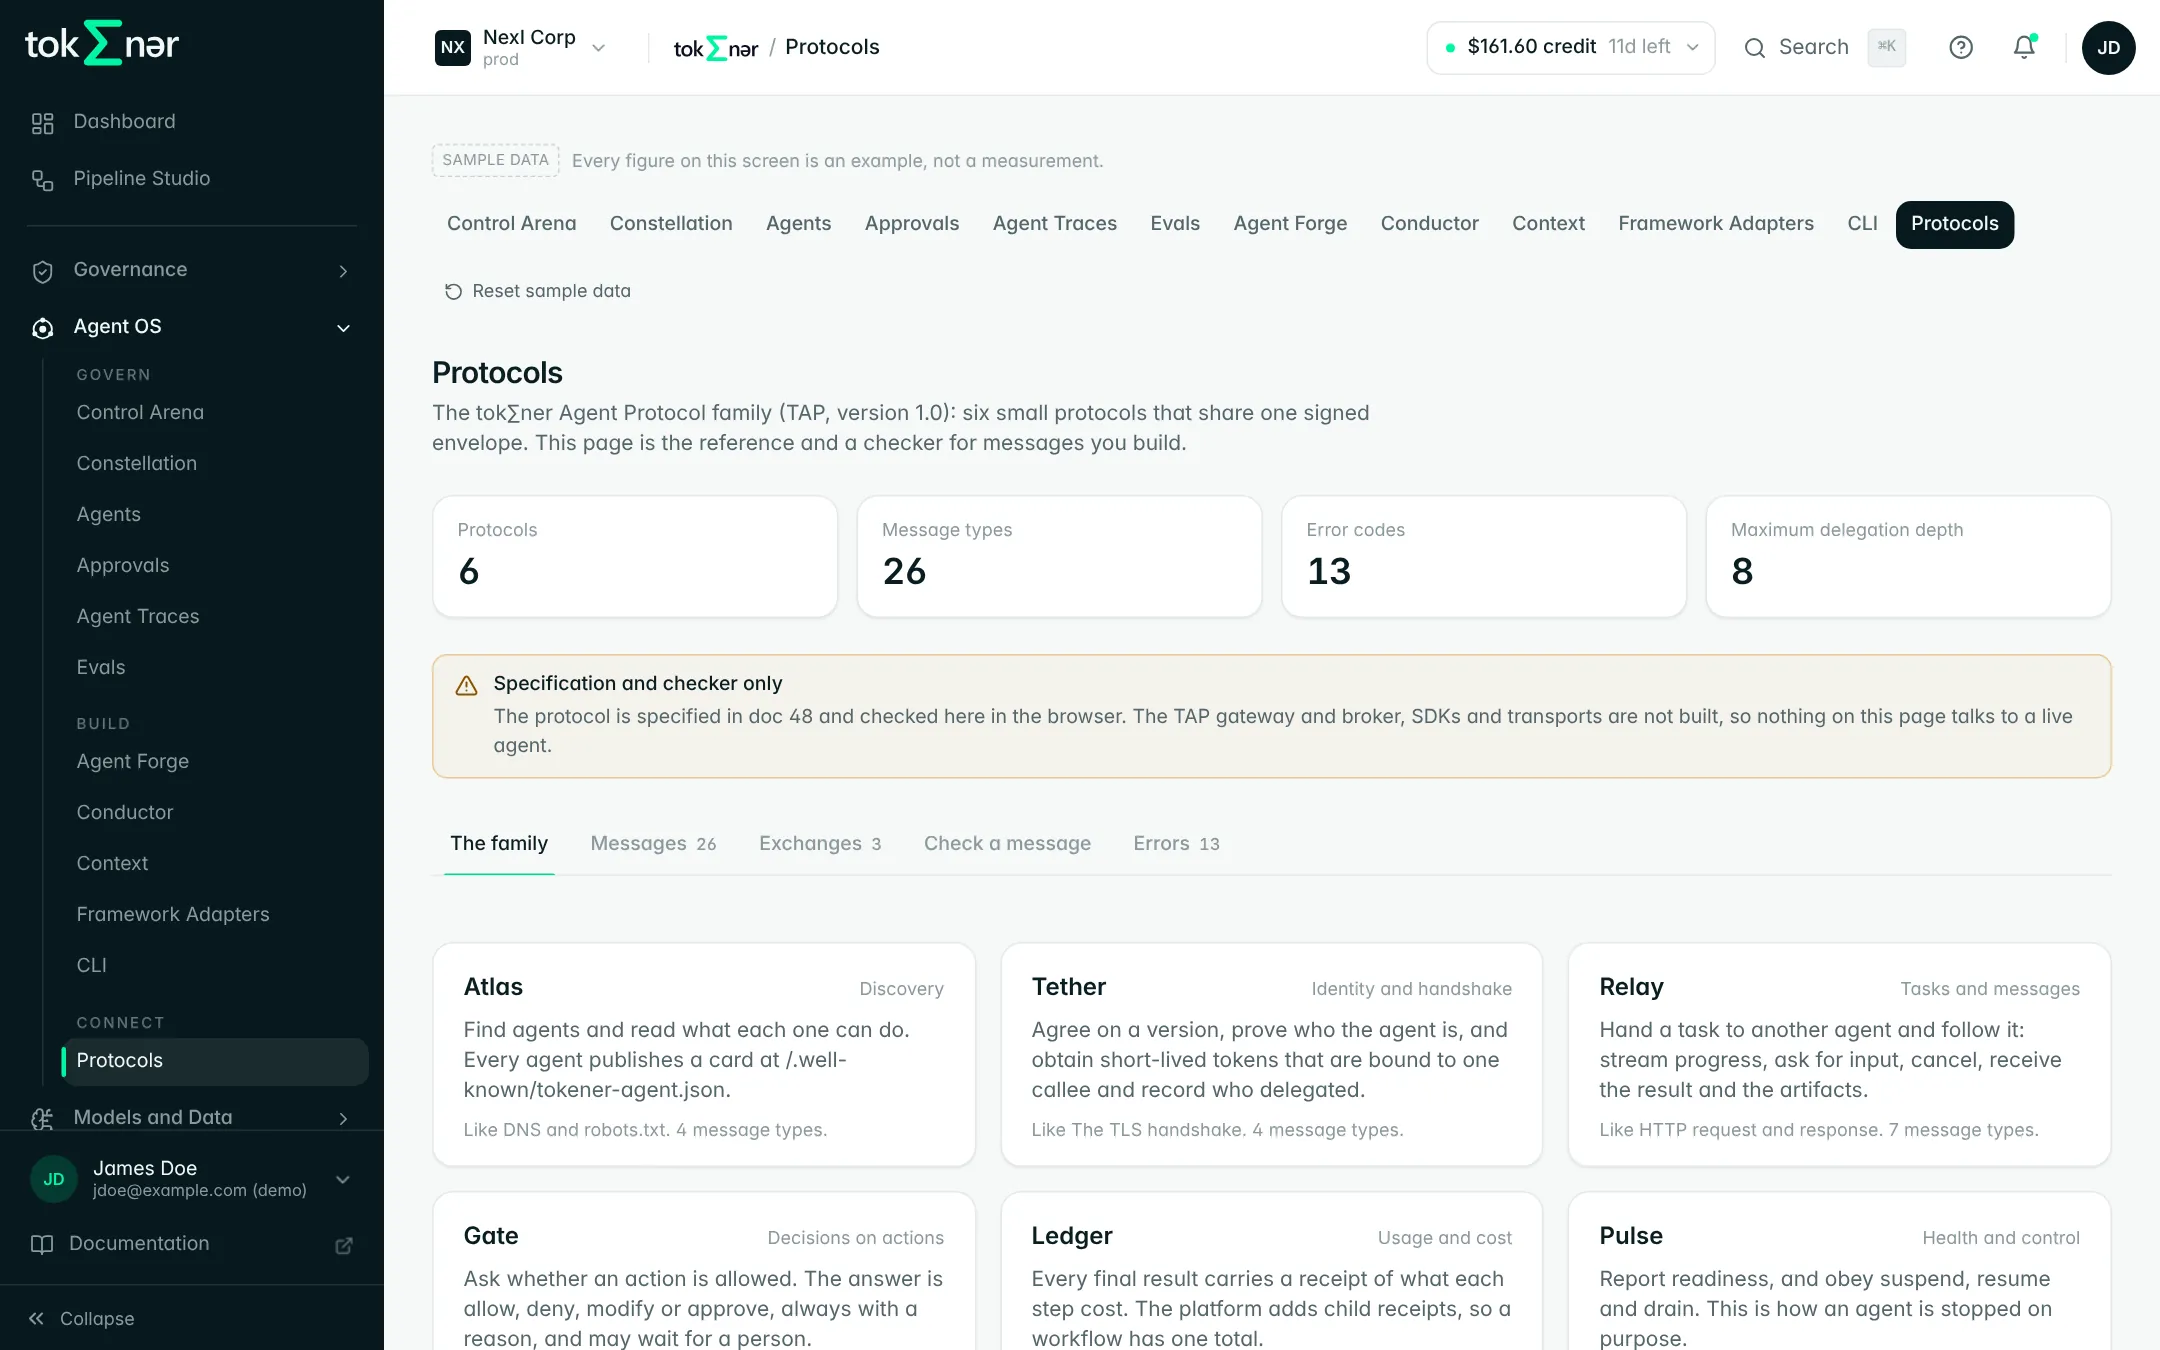 tok∑nər
Dashboard
Pipeline Studio
Governance
Agent OS
GOVERN
Control Arena
Constellation
Agents
Approvals
Agent Traces
Evals
BUILD
Agent Forge
Conductor
Context
Framework Adapters
CLI
CONNECT
Protocols
Models and Data
JD
James Doe
jdoe@example.com (demo)
Documentation
Collapse
NX
Nexl Corp
prod
tok∑nər / Protocols
$161.60 credit 11d left
Search ⌘K
JD
SAMPLE DATA Every figure on this screen is an example, not a measurement.
Control Arena Constellation Agents Approvals Agent Traces Evals Agent Forge Conductor Context Framework Adapters CLI Protocols
Reset sample data
Protocols
The tok∑ner Agent Protocol family (TAP, version 1.0): six small protocols that share one signed
envelope. This page is the reference and a checker for messages you build.
Protocols
6
Message types
26
Error codes
13
Maximum delegation depth
8
Specification and checker only
The protocol is specified in doc 48 and checked here in the browser. The TAP gateway and broker, SDKs and transports are not built, so nothing on this page talks to a live
agent.
The family Messages 26 Exchanges 3 Check a message Errors 13
Atlas Discovery
Find agents and read what each one can do.
Every agent publishes a card at /.well-
known/tokener-agent.json.
Like DNS and robots.txt. 4 message types.
Tether Identity and handshake
Agree on a version, prove who the agent is, and
obtain short-lived tokens that are bound to one
callee and record who delegated.
Like The TLS handshake. 4 message types.
Relay Tasks and messages
Hand a task to another agent and follow it:
stream progress, ask for input, cancel, receive
the result and the artifacts.
Like HTTP request and response. 7 message types.
Gate Decisions on actions
Ask whether an action is allowed. The answer is
allow, deny, modify or approve, always with a
reason, and may wait for a person.
Ledger Usage and cost
Every final result carries a receipt of what each
step cost. The platform adds child receipts, so a
workflow has one total.
Pulse Health and control
Report readiness, and obey suspend, resume
and drain. This is how an agent is stopped on
purpose.